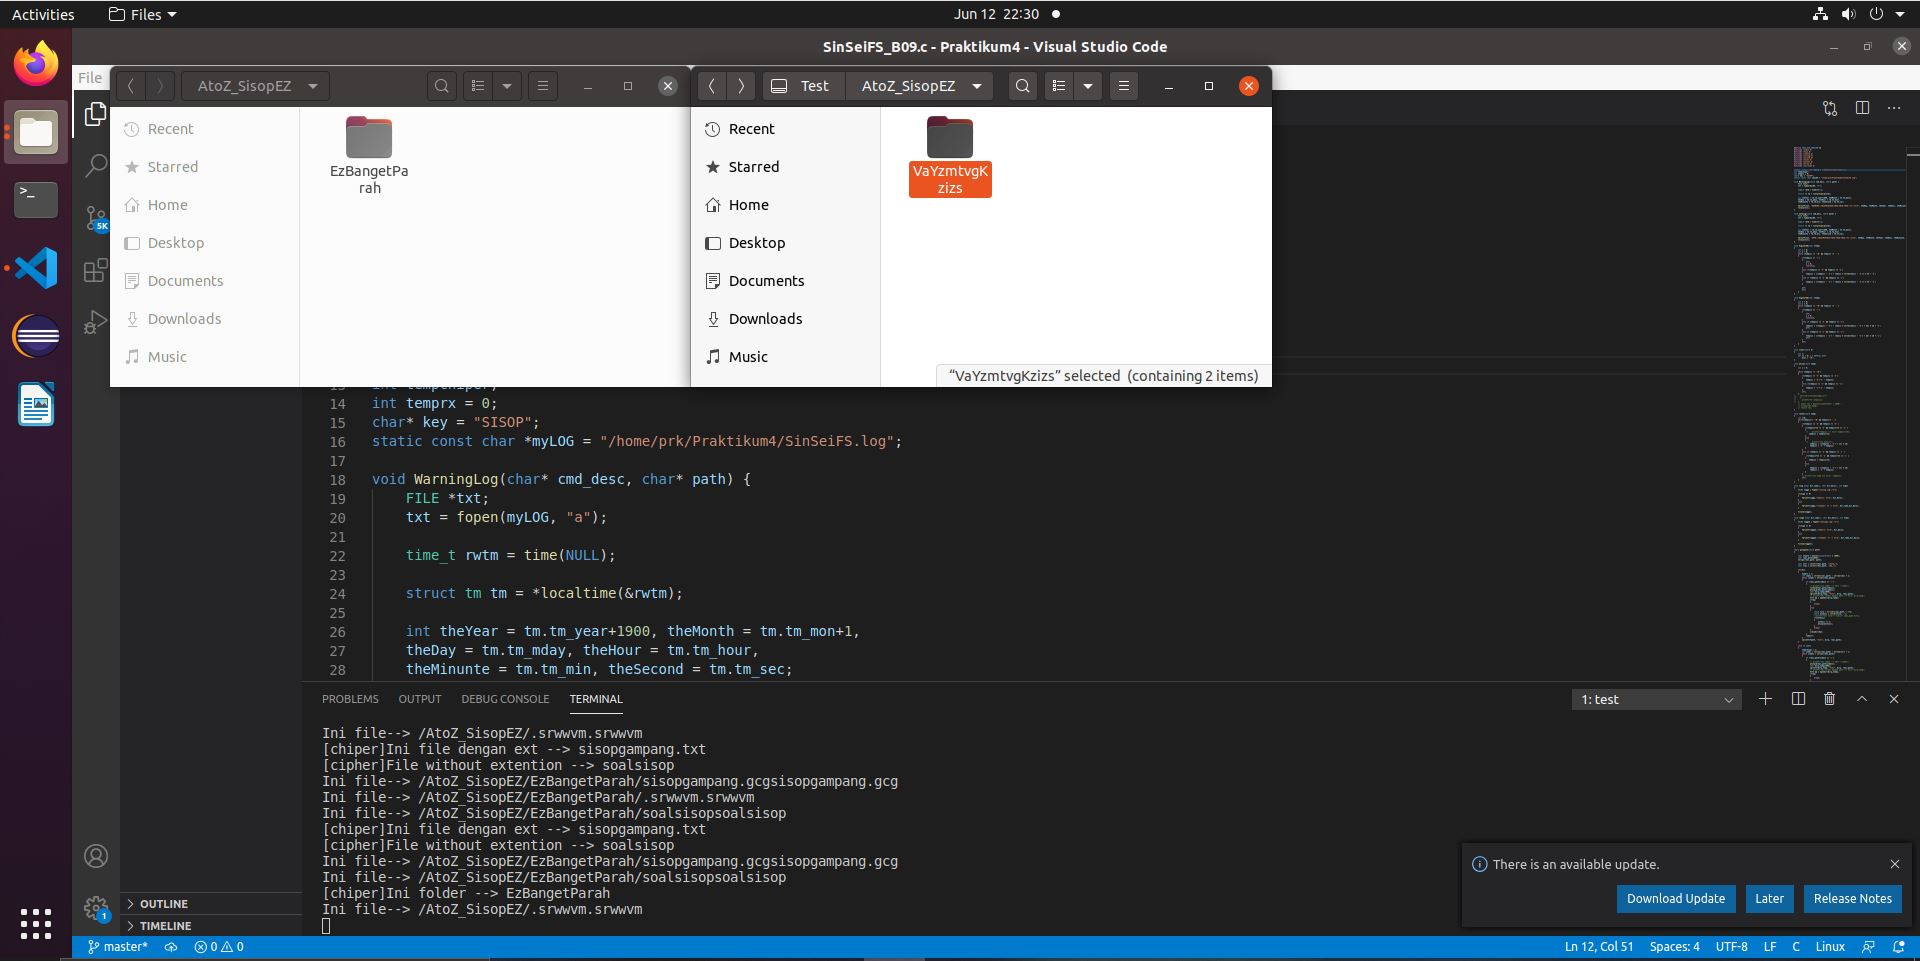 Activities
Files
Jun 12 22:30
SinSeiFS_B09.c - Praktikum4 - Visual Studio Code
File
AtoZ_SisopEZ
Recent
Starred
Home
Desktop
Documents
Downloads
Music
EzBangetPa
rah
Test
AtoZ_SisopEZ
Recent
Starred
Home
Desktop
Documents
Downloads
Music
VaYzmtvgK
zizs
“VaYzmtvgKzizs” selected (containing 2 items)
5K
14 int temprx = 0;
15 char* key = "SISOP";
16 static const char *myLOG = "/home/prk/Praktikum4/SinSeiFS.log";
17
18 void WarningLog(char* cmd_desc, char* path) {
19 FILE *txt;
20 txt = fopen(myLOG, "a");
21
22 time_t rwtm = time(NULL);
23
24 struct tm tm = *localtime(&rwtm);
25
26 int theYear = tm.tm_year+1900, theMonth = tm.tm_mon+1,
27 theDay = tm.tm_mday, theHour = tm.tm_hour,
28 theMinunte = tm.tm_min, theSecond = tm.tm_sec;
PROBLEMS OUTPUT DEBUG CONSOLE TERMINAL
1: test
Ini file--> /AtoZ_SisopEZ/.srwwvm.srwwvm
[chiper]Ini file dengan ext --> sisopgampang.txt
[cipher]File without extention --> soalsisop
Ini file--> /AtoZ_SisopEZ/EzBangetParah/sisopgampang.gcgsisopgampang.gcg
Ini file--> /AtoZ_SisopEZ/EzBangetParah/.srwwvm.srwwvm
Ini file--> /AtoZ_SisopEZ/EzBangetParah/soalsisopsoalsisop
[chiper]Ini file dengan ext --> sisopgampang.txt
[cipher]File without extention --> soalsisop
Ini file--> /AtoZ_SisopEZ/EzBangetParah/sisopgampang.gcgsisopgampang.gcg
Ini file--> /AtoZ_SisopEZ/EzBangetParah/soalsisopsoalsisop
[chiper]Ini folder --> EzBangetParah
Ini file--> /AtoZ_SisopEZ/.srwwvm.srwwvm
There is an available update.
Download Update
Later
Release Notes
1
OUTLINE
TIMELINE
master*
0 0
Ln 12, Col 51
Spaces: 4
UTF-8
LF
C
Linux